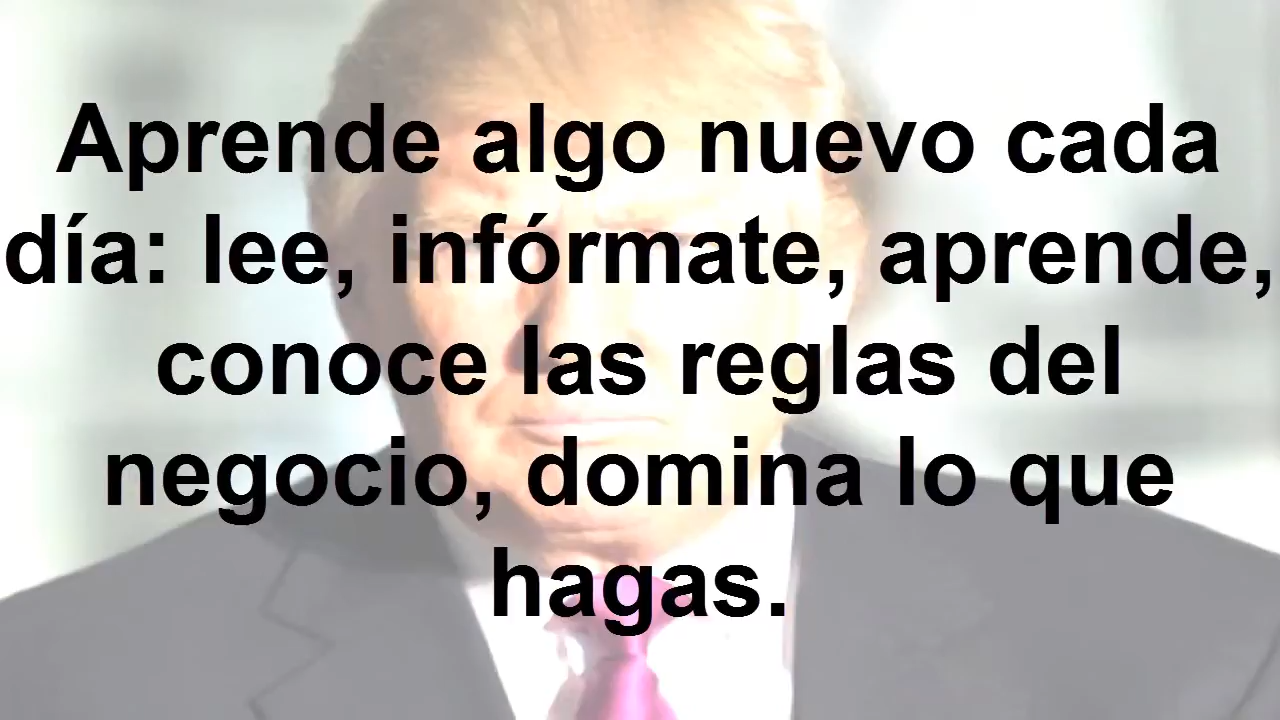 Aprende algo nuevo cada
día: lee, infórmate, aprende,
conoce las reglas del
negocio, domina lo que
hagas.